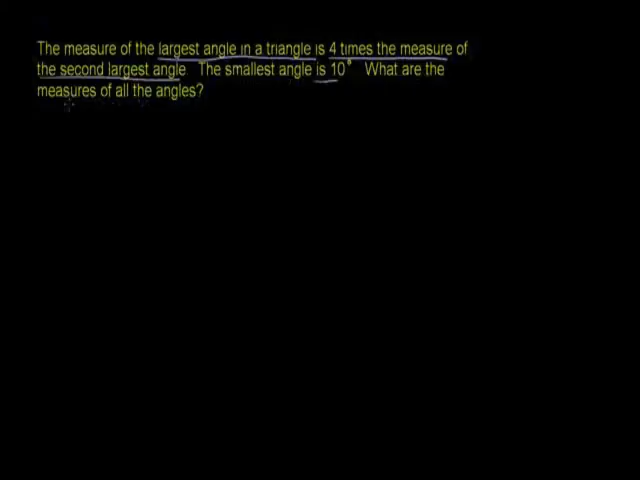 The measure of the largest angle in a triangle is 4 times the measure of
the second largest angle. The smallest angle is 10° What are the
measures of all the angles?